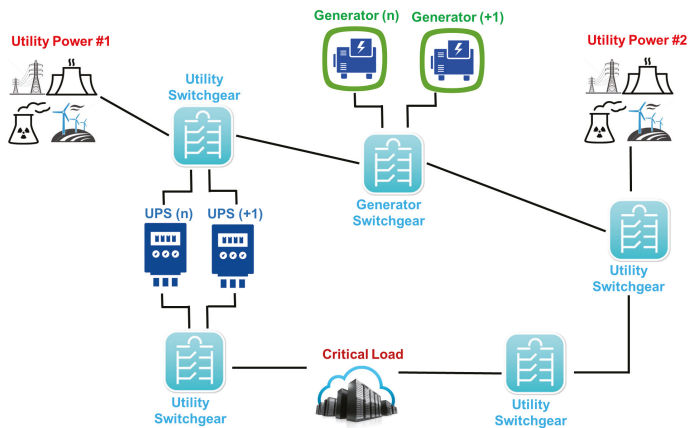 Generator (n)
Generator (+1)
Utility Power #1
Utility Power #2
Utility
Switchgear
Generator
Switchgear
UPS (n)
UPS (+1)
Utility
Switchgear
Critical Load
Utility
Switchgear
Utility
Switchgear